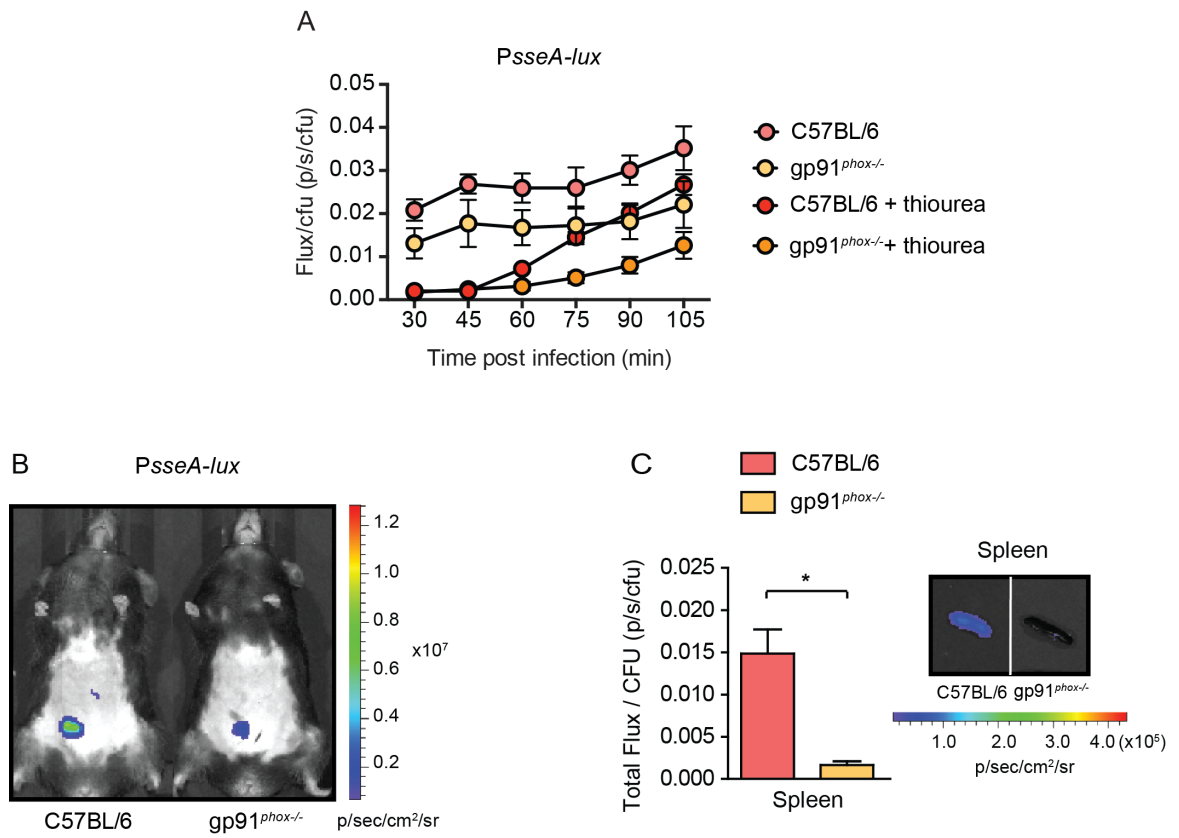 A
PsseA-lux
Flux/cfu (p/s/cfu)
0.05
0.04
0.03
0.02
0.01
0.00
30 45 60 75 90 105
Time post infection (min)
C57BL/6
gp91phox-/-
C57BL/6 + thiourea
gp91phox-/-+ thiourea
B
PsseA-lux
1.2
1.0
0.8
0.6
0.4
0.2
x10⁷
C57BL/6 gp91phox-/- p/sec/cm²/sr
C
C57BL/6
gp91phox-/-
Total Flux / CFU (p/s/cfu)
0.025
0.020
0.015
0.010
0.005
0.000
*
Spleen
Spleen
C57BL/6 gp91phox-/-
1.0 2.0 3.0 4.0 (x10⁵)
p/sec/cm²/sr